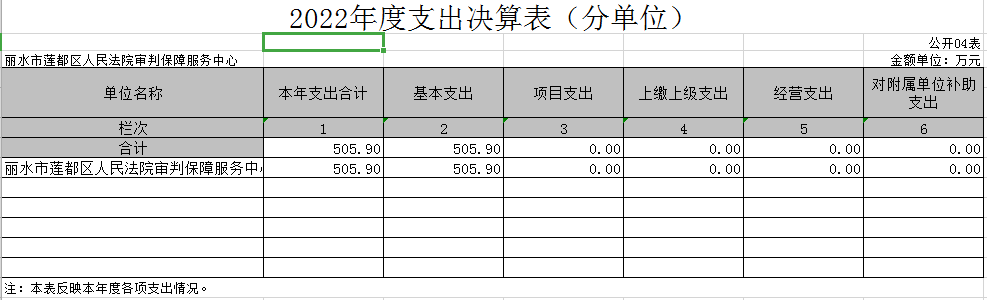 2022年度支出决算表（分单位）
公开04表
丽水市莲都区人民法院审判保障服务中心 金额单位：万元
单位名称 本年支出合计 基本支出 项目支出 上缴上级支出 经营支出 对附属单位补助支出
栏次 1 2 3 4 5 6
合计 505.90 505.90 0.00 0.00 0.00 0.00
丽水市莲都区人民法院审判保障服务中 505.90 505.90 0.00 0.00 0.00 0.00
注：本表反映本年度各项支出情况。